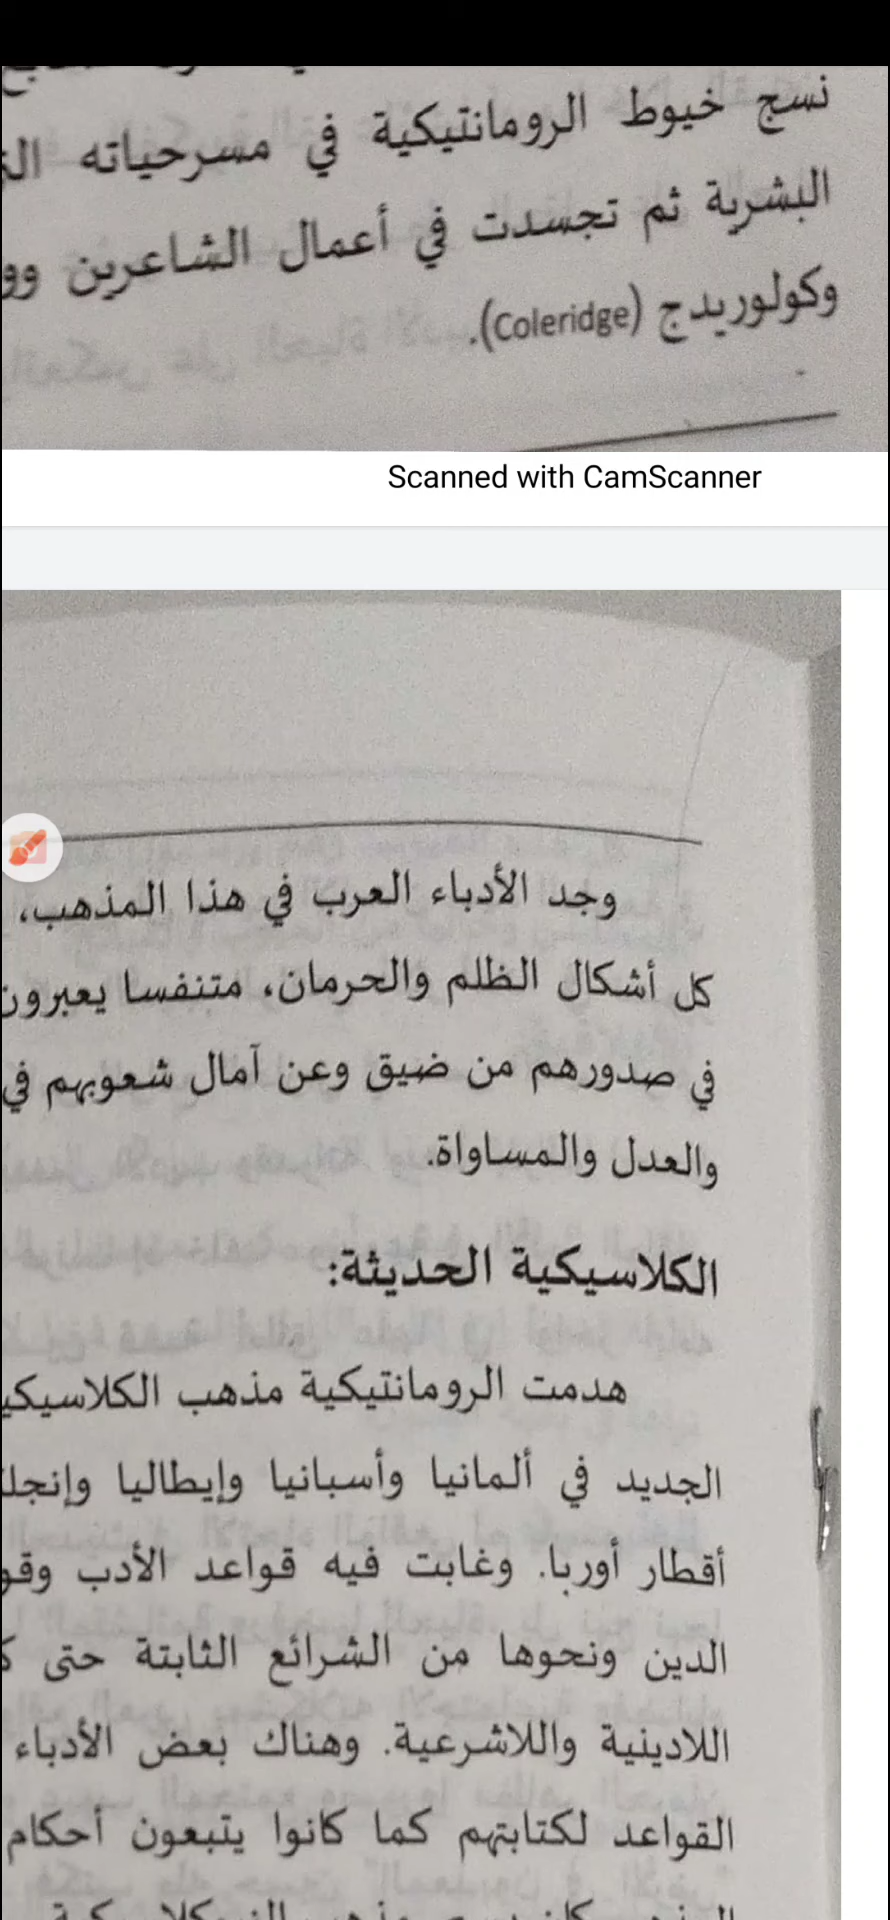 نسج خيوط الرومانتيكية في مسرحياته
البشرية ثم تجسدت في أعمال الشاعرين
وكولوريدج (Coleridge).
Scanned with CamScanner
وجد الأدباء العرب في هذا المذهب،
كل أشكال الظلم والحرمان، متنفسا يعبرون
في صدورهم من ضيق وعن آمال شعوبهم في
والعدل والمساواة.
الكلاسيكية الحديثة:
هدمت الرومانتيكية مذهب
الجديد في ألمانيا وأسبانيا وإيطاليا
أقطار أوربا. وغابت فيه قواعد الأدب
الدين ونحوها من الشرائع الثابتة حتى
اللادينية واللاشرعية. وهناك بعض الأدباء
القواعد لكتابتهم كما كانوا يتبعون أحكام